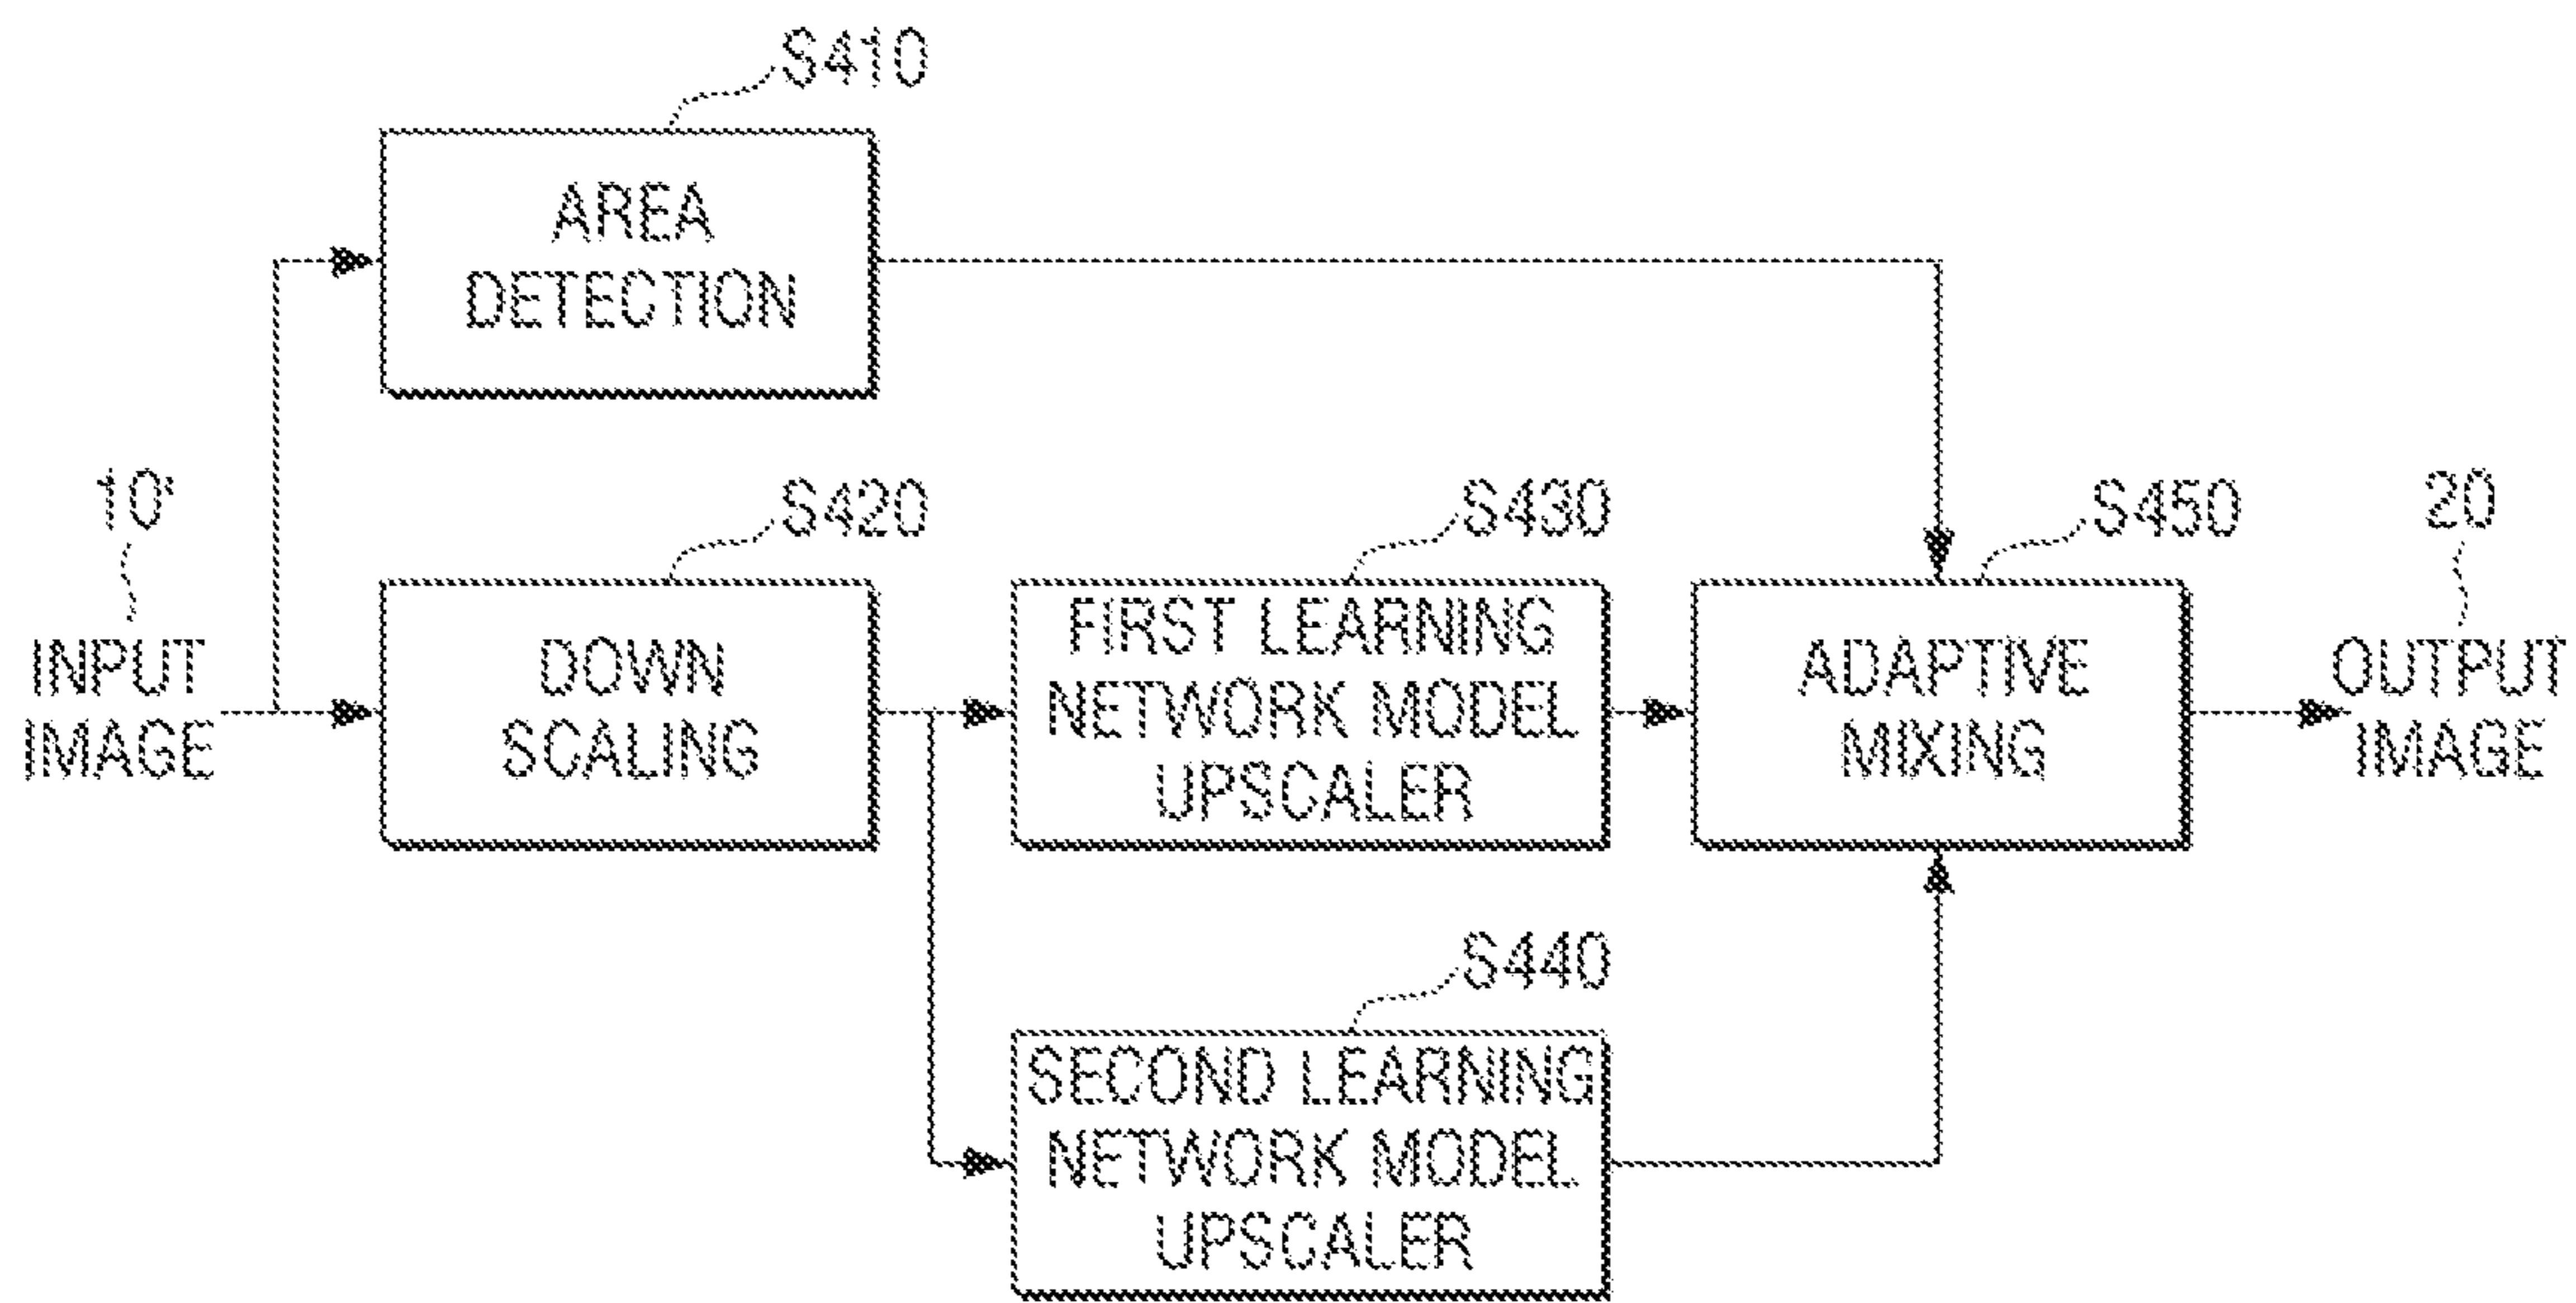 S410
AREA
DETECTION
10'
INPUT
IMAGE
S420
DOWN
SCALING
S430
FIRST LEARNING
NETWORK MODEL
UPSCALER
S450
ADAPTIVE
MIXING
20
OUTPUT
IMAGE
S440
SECOND LEARNING
NETWORK MODEL
UPSCALER